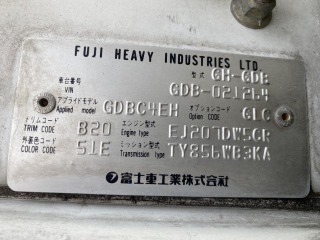 FUJI HEAVY INDUSTRIES LTD.
型式 GH-GDB
車台番号 VIN GDB-021264
アプライドモデル Applied model GDBC4EH オプションコード Option CODE GLC
トリムコード TRIM CODE B20 エンジン型式 Engine type EJ207DW5CR
外装色コード COLOR CODE 51E ミッション型式 Transmission type TY856WB3KA
富士重工業株式会社